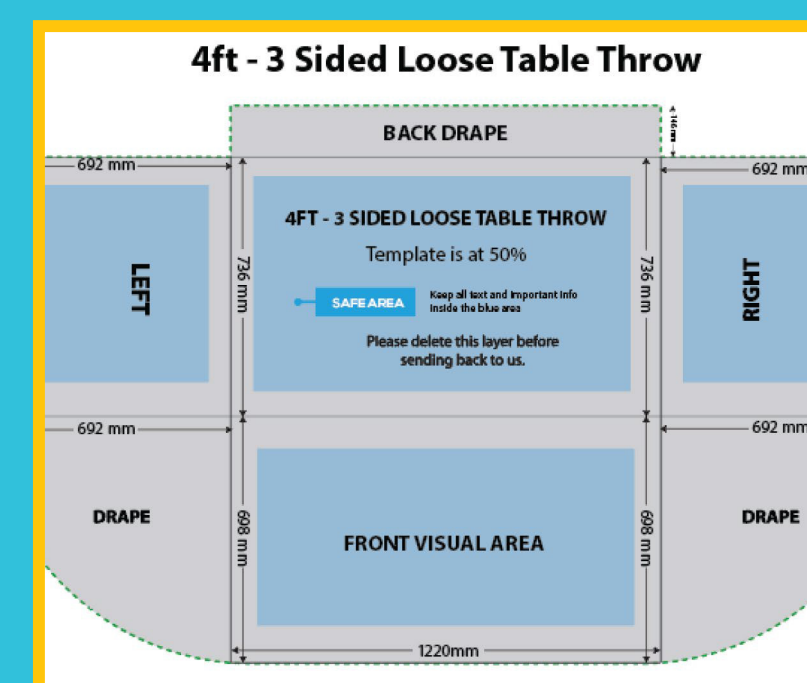 4ft - 3 Sided Loose Table Throw
BACK DRAPE
146mm
692 mm
692 mm
4FT - 3 SIDED LOOSE TABLE THROW
Template is at 50%
LEFT
736 mm
736 mm
RIGHT
SAFE AREA
Keep all text and Important Info
Inside the blue area
Please delete this layer before
sending back to us.
692 mm
692 mm
DRAPE
698 mm
FRONT VISUAL AREA
698 mm
DRAPE
1220mm